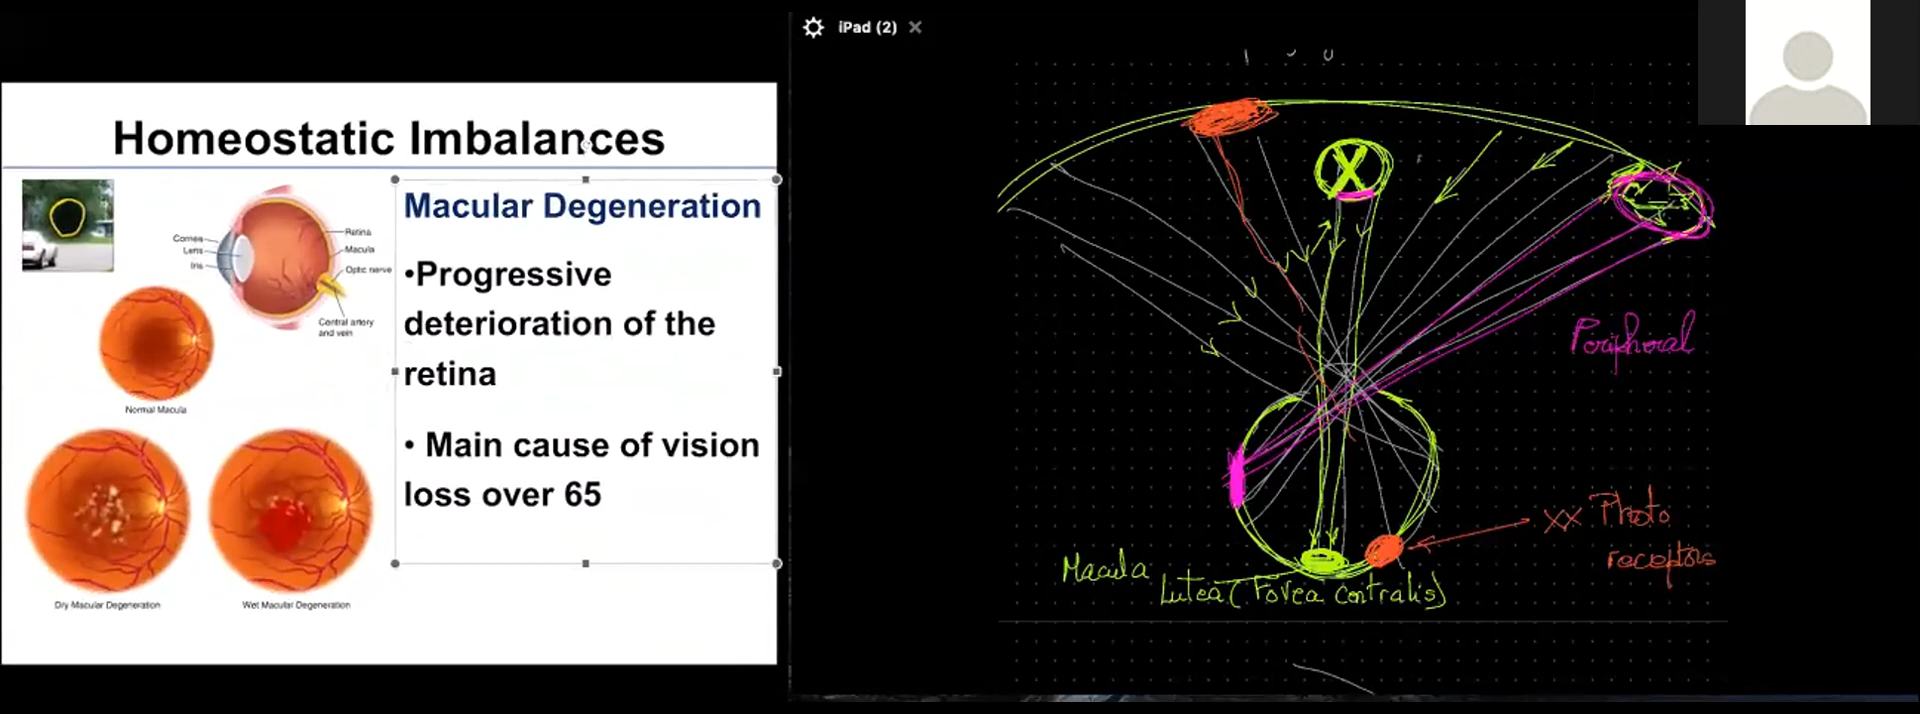 Homeostatic Imbalances
Macular Degeneration
•Progressive
deterioration of the
retina
• Main cause of vision
loss over 65
Cornea
Lens
Iris
Retina
Macula
Optic nerve
Central artery
and vein
Normal Macula
Dry Macular Degeneration
Wet Macular Degeneration
iPad (2)
X
Peripheral
XX Photo
receptors
Macula
Lutea (Fovea Centralis)